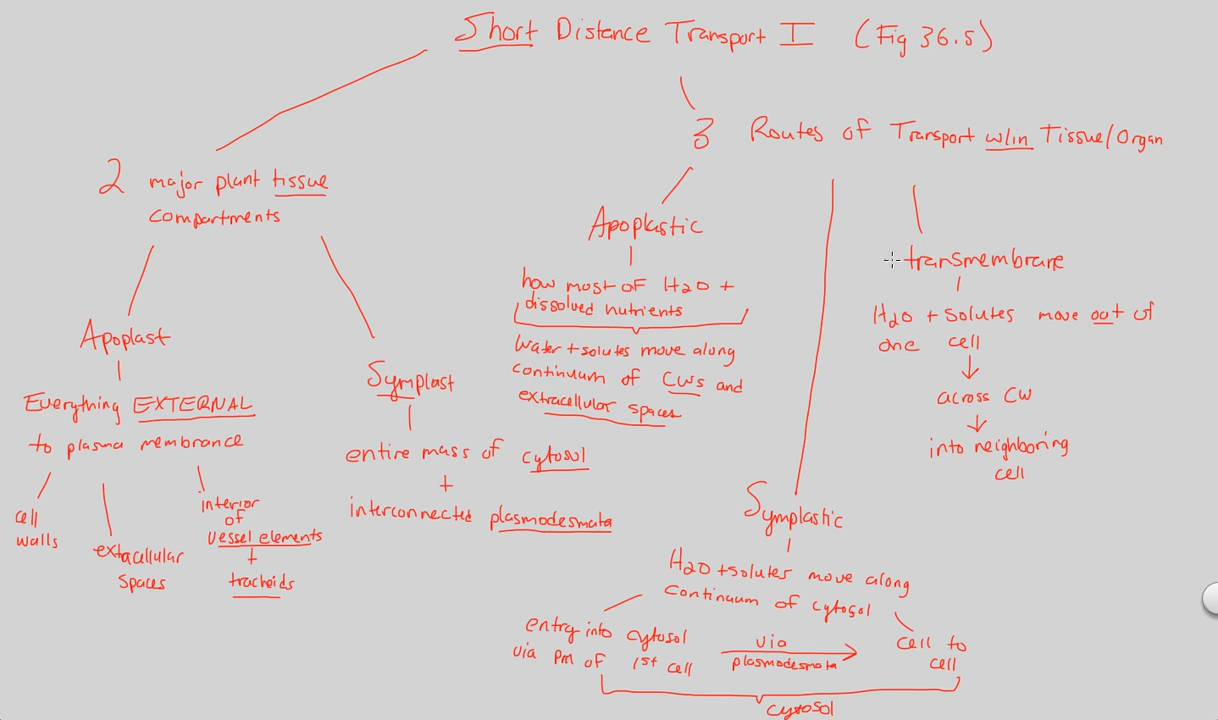 Short Distance Transport I (Fig 36.5)
2 major plant tissue
compartments
Apoplast
Everything EXTERNAL
to plasma membrance
cell
walls
extacellular
spaces
interior
of
vessel elements
+
tracheids
Symplast
entire mass of cytosol
+
interconnected plasmodesmata
3 Routes of Transport w/in Tissue/Organ
Apoplastic
how most of H2O +
dissolved nutrients
Water + solutes move along
continuum of CWs and
extracellular spaces
Symplastic
H2O + solutes move along
continuum of cytosol
entry into cytosol
via PM of 1st cell
via
plasmodesmata
cell to
cell
cytosol
transmembrare
H2O + solutes move out of
one cell
across CW
into neighboring
cell